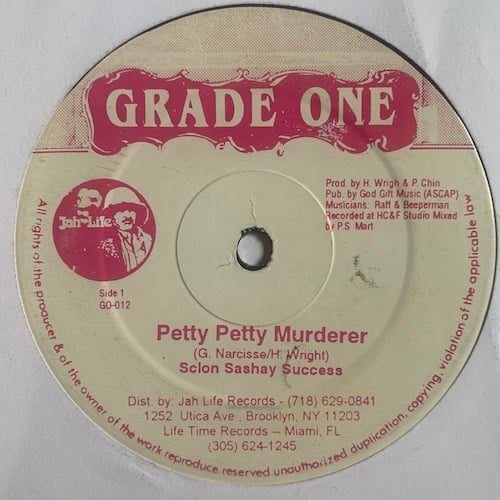 GRADE ONE
Jah Life
Prod. by H. Wrigh & P. Chin
Pub. by God Gift Music (ASCAP)
Musicians: Raff & Beeperman
Recorded at HC&F Studio Mixed
by P.S Mart
Side 1
GO-012
Petty Petty Murderer
(G. Narcisse/H. Wright)
Scion Sashay Success
Dist. by: Jah Life Records - (718) 629-0841
1252 Utica Ave , Brooklyn, NY 11203
Life Time Records -- Miami, FL
(305) 624-1245
All rights of the producer & of the owner of the work reproduce reserved unauthorized duplication, copying, violation of the applicable law